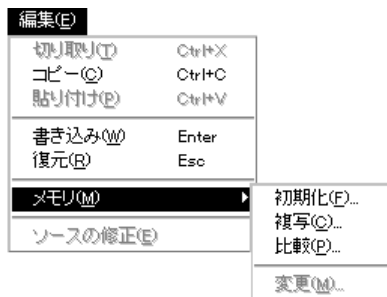 編集(E)
切り取り(T) Ctrl+X
コピー(C) Ctrl+C
貼り付け(P) Ctrl+V
書き込み(W) Enter
復元(R) Esc
メモリ(M)
初期化(F)...
複写(C)...
比較(P)...
変更(M)...
ソースの修正(E)